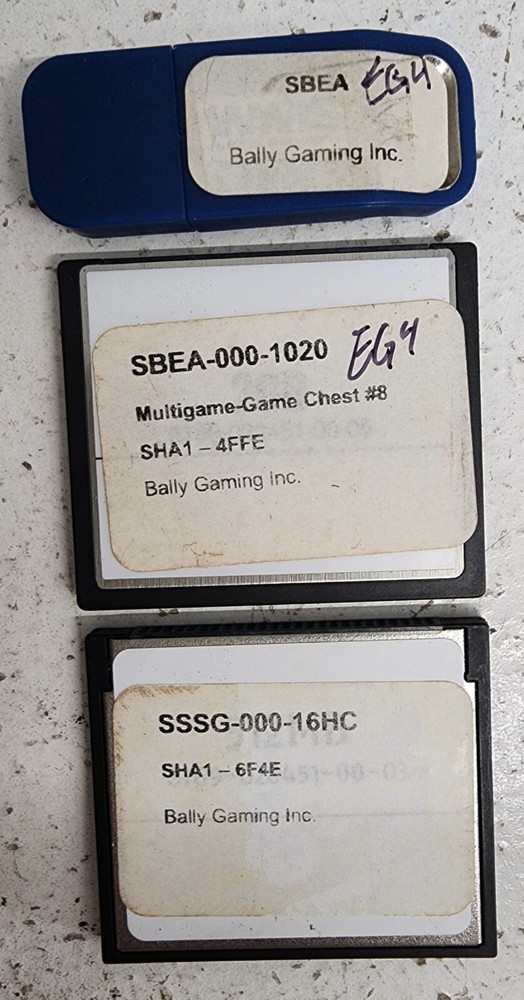 SBEA EG4
Bally Gaming Inc.
SBEA-000-1020 EG4
Multigame-Game Chest #8
SHA1 – 4FFE
Bally Gaming Inc.
SSSG-000-16HC
SHA1 – 6F4E
Bally Gaming Inc.